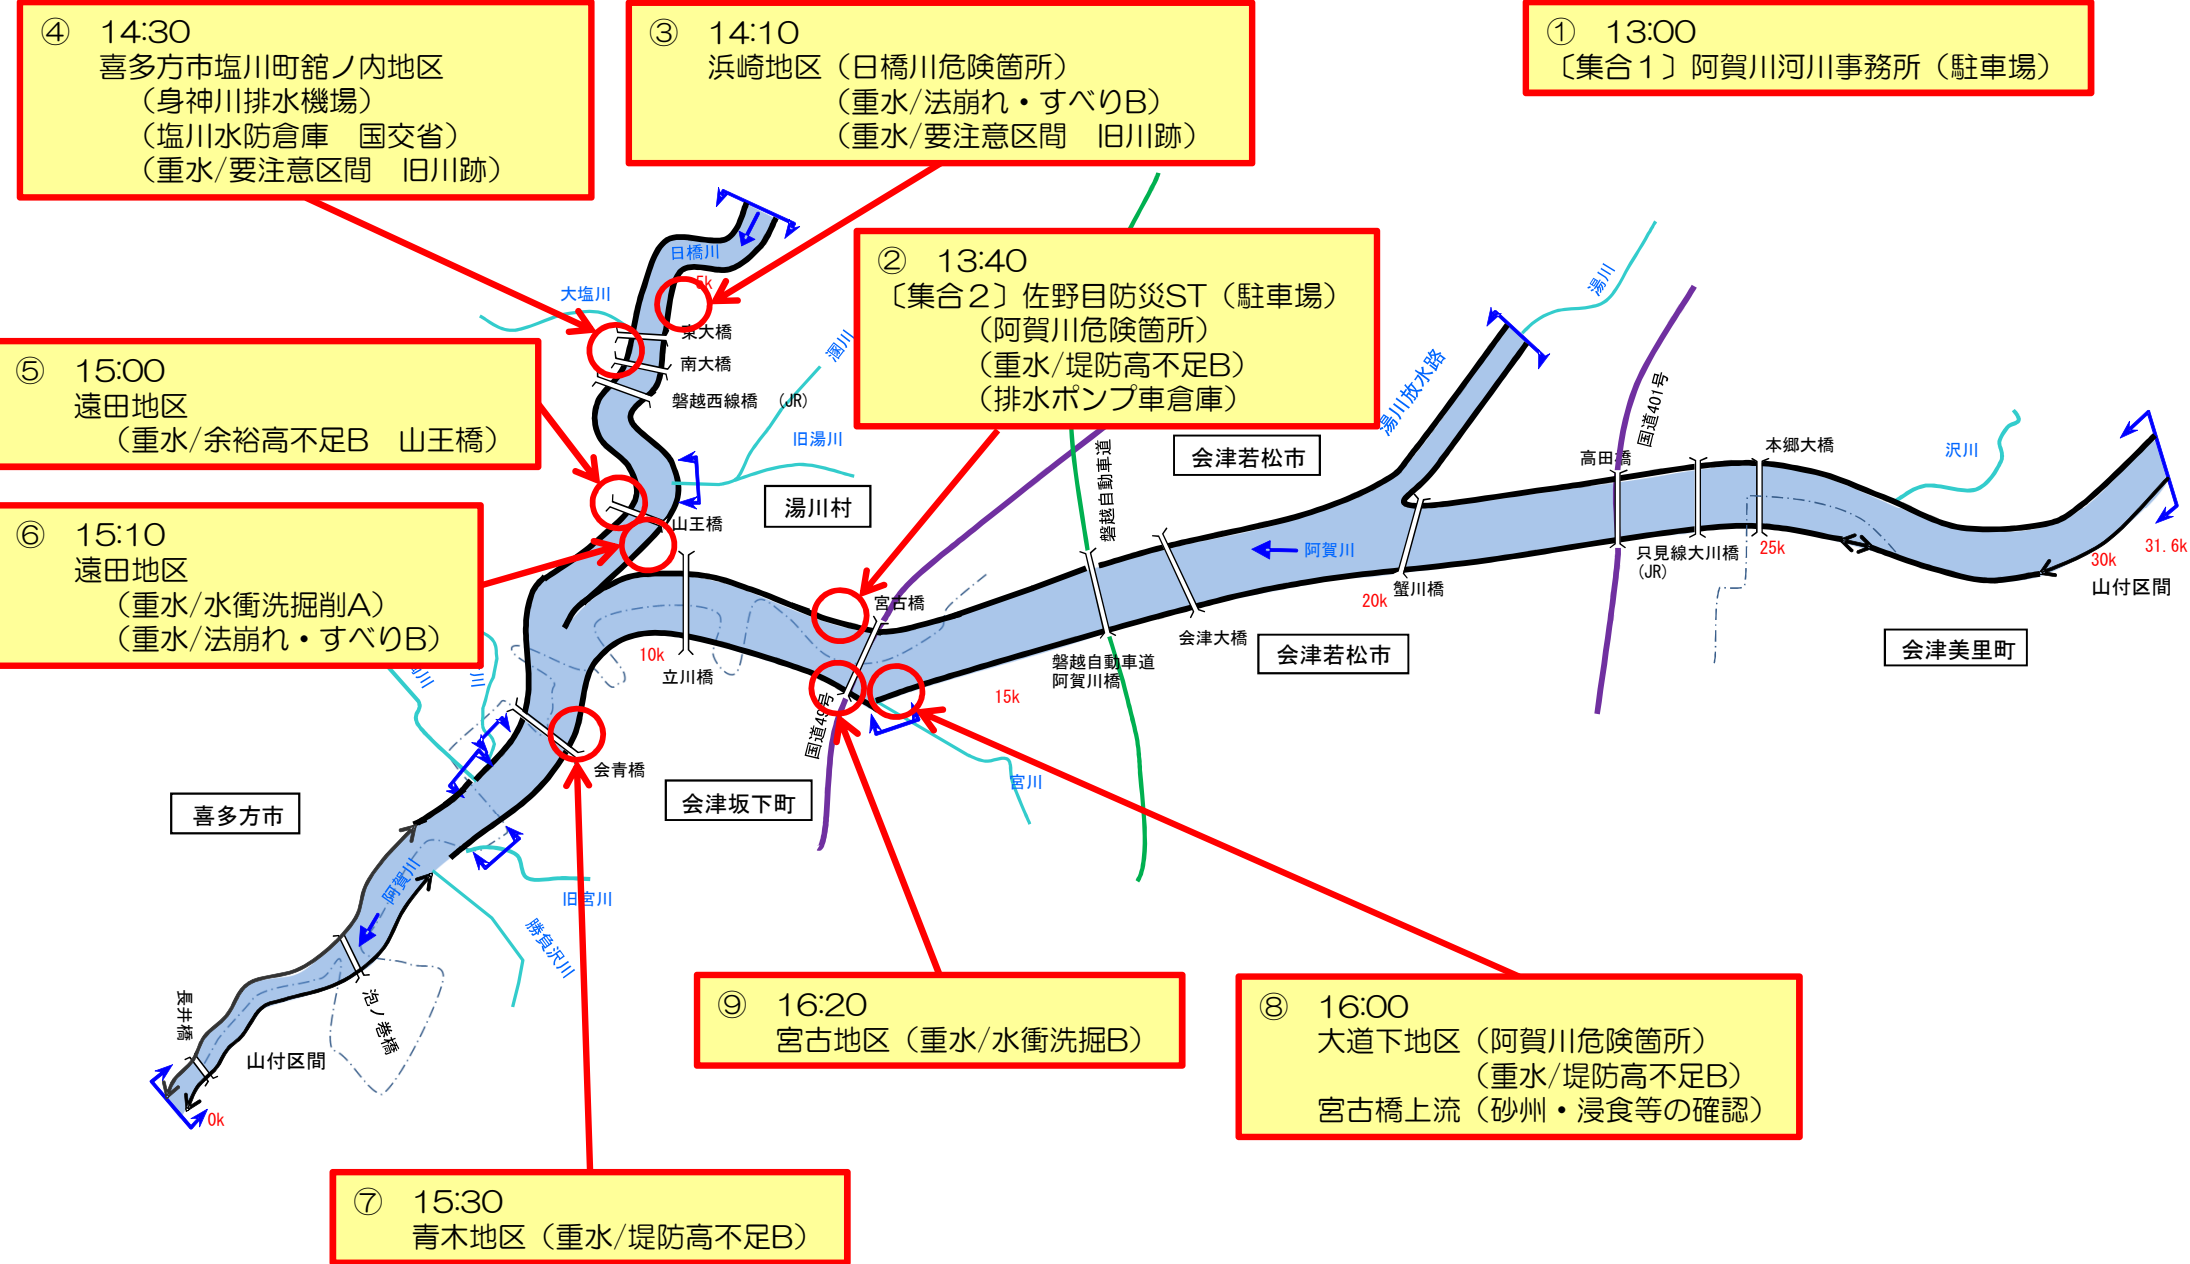 ① 13:00
〔集合１〕阿賀川河川事務所（駐車場）
② 13:40
〔集合２〕佐野目防災ST（駐車場）
（阿賀川危険箇所）
（重水/堤防高不足B）
（排水ポンプ車倉庫）
③ 14:10
浜崎地区（日橋川危険箇所）
（重水/法崩れ・すべりB）
（重水/要注意区間 旧川跡）
④ 14:30
喜多方市塩川町舘ノ内地区
（身神川排水機場）
（塩川水防倉庫 国交省）
（重水/要注意区間 旧川跡）
⑤ 15:00
遠田地区
（重水/余裕高不足B 山王橋）
⑥ 15:10
遠田地区
（重水/水衝洗掘削A）
（重水/法崩れ・すべりB）
⑦ 15:30
青木地区（重水/堤防高不足B）
⑧ 16:00
大道下地区（阿賀川危険箇所）
（重水/堤防高不足B）
宮古橋上流（砂州・浸食等の確認）
⑨ 16:20
宮古地区（重水/水衝洗掘B）
日橋川
5k
大塩川
東大橋
南大橋
磐越西線橋 （JR）
旧湯川
湯川村
山王橋
10k
立川橋
宮古橋
国道49号
会青橋
会津坂下町
喜多方市
阿賀川
旧宮川
勝負沢川
泡ノ巻橋
長井橋
山付区間
0k
宮川
15k
磐越自動車道
磐越自動車道
阿賀川橋
会津大橋
会津若松市
会津若松市
阿賀川
20k
蟹川橋
湯川放水路
湯川
国道401号
高田橋
只見線大川橋
(JR)
本郷大橋
25k
沢川
会津美里町
30k
31.6k
山付区間
川